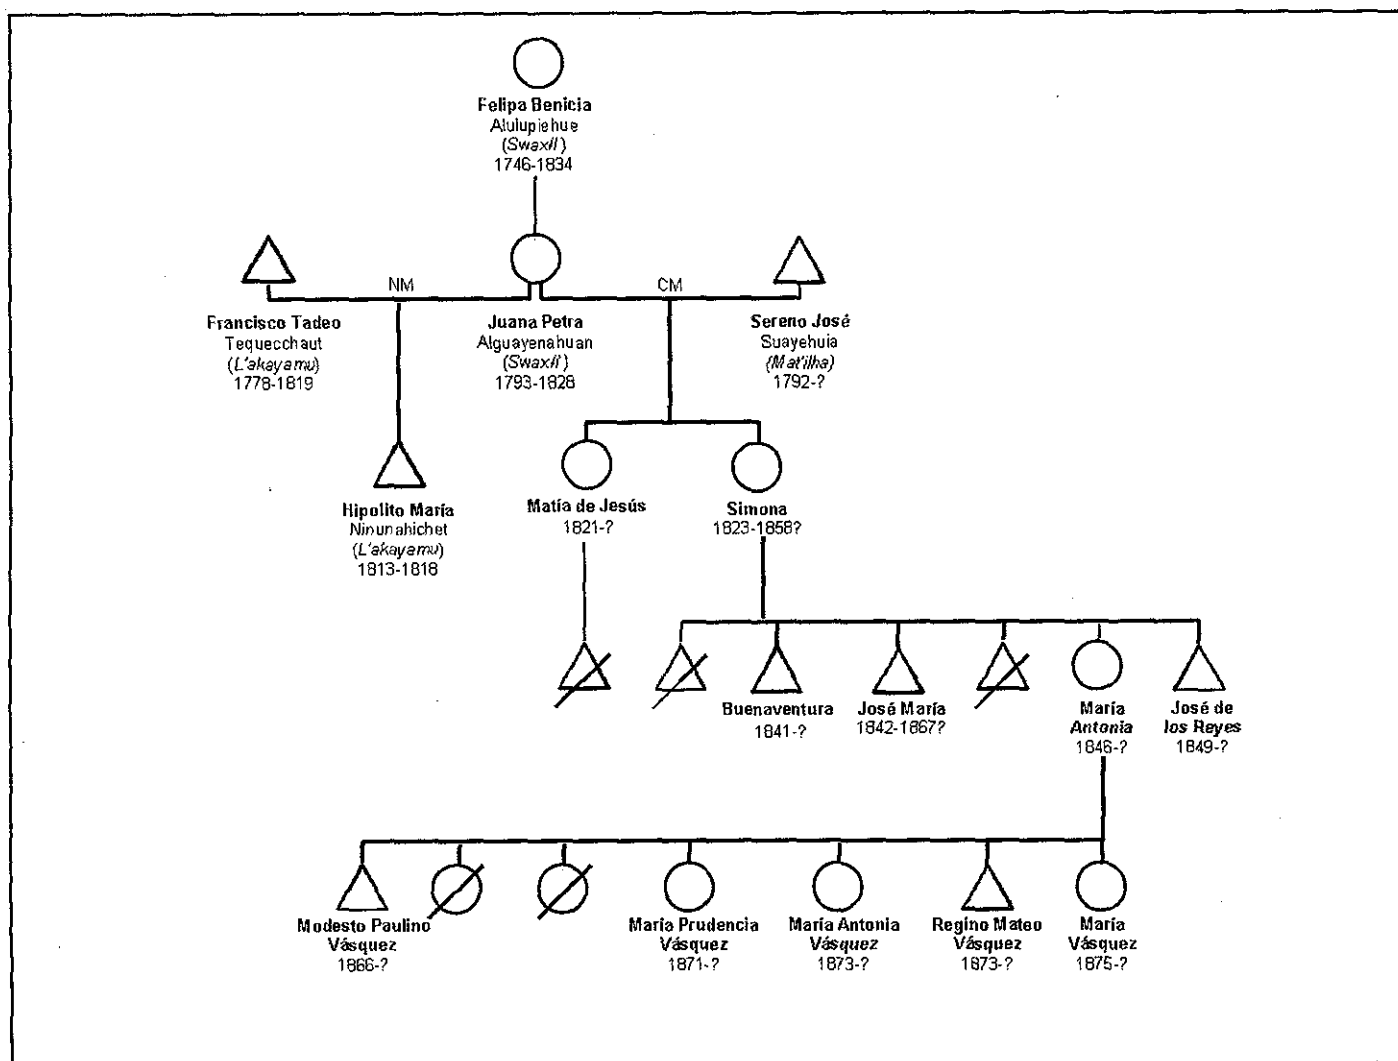 Felipa Benicia
Alulupiehue
(Swaxil)
1746-1834
NM
CM
Francisco Tadeo
Tequecchaut
(L'akayamu)
1778-1819
Juana Petra
Alguayenahuan
(Swaxil)
1793-1828
Sereno José
Suayehuia
(Mat'ilha)
1792-?
Hipolito María
Ninunahichet
(L'akayamu)
1813-1818
Matía de Jesús
1821-?
Simona
1823-1858?
Buenaventura
1841-?
José María
1842-1867?
María
Antonia
1846-?
José de
los Reyes
1849-?
Modesto Paulino
Vásquez
1866-?
María Prudencia
Vásquez
1871-?
María Antonia
Vásquez
1873-?
Regino Mateo
Vásquez
1873-?
María
Vásquez
1875-?